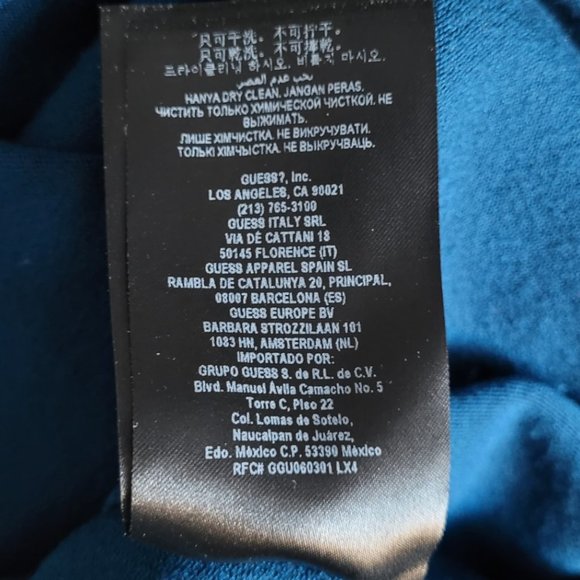 只可干洗. 不可拧干.
只可乾洗. 不可擰乾.
드라이클리닝 하시오. 비틀지 마시오.
يجب عدم العصر
HANYA DRY CLEAN. JANGAN PERAS.
ЧИСТИТЬ ТОЛЬКО ХИМИЧЕСКОЙ ЧИСТКОЙ. НЕ
ВЫЖИМАТЬ.
ЛИШЕ ХІМЧИСТКА. НЕ ВИКРУЧУВАТИ.
ТОЛЬКІ ХІМЧЫСТКА. НЕ ВЫКРУЧВАЦЬ.
GUESS?, Inc.
LOS ANGELES, CA 90021
(213) 765-3100
GUESS ITALY SRL
VIA DÉ CATTANI 18
50145 FLORENCE (IT)
GUESS APPAREL SPAIN SL
RAMBLA DE CATALUNYA 20, PRINCIPAL,
08007 BARCELONA (ES)
GUESS EUROPE BV
BARBARA STROZZILAAN 101
1083 HN, AMSTERDAM (NL)
IMPORTADO POR:
GRUPO GUESS S. de R.L. de C.V.
Blvd. Manuel Ávila Camacho No. 5
Torre C, Piso 22
Col. Lomas de Sotelo,
Naucalpan de Juárez,
Edo. México C.P. 53390 México
RFC# GGU060301 LX4